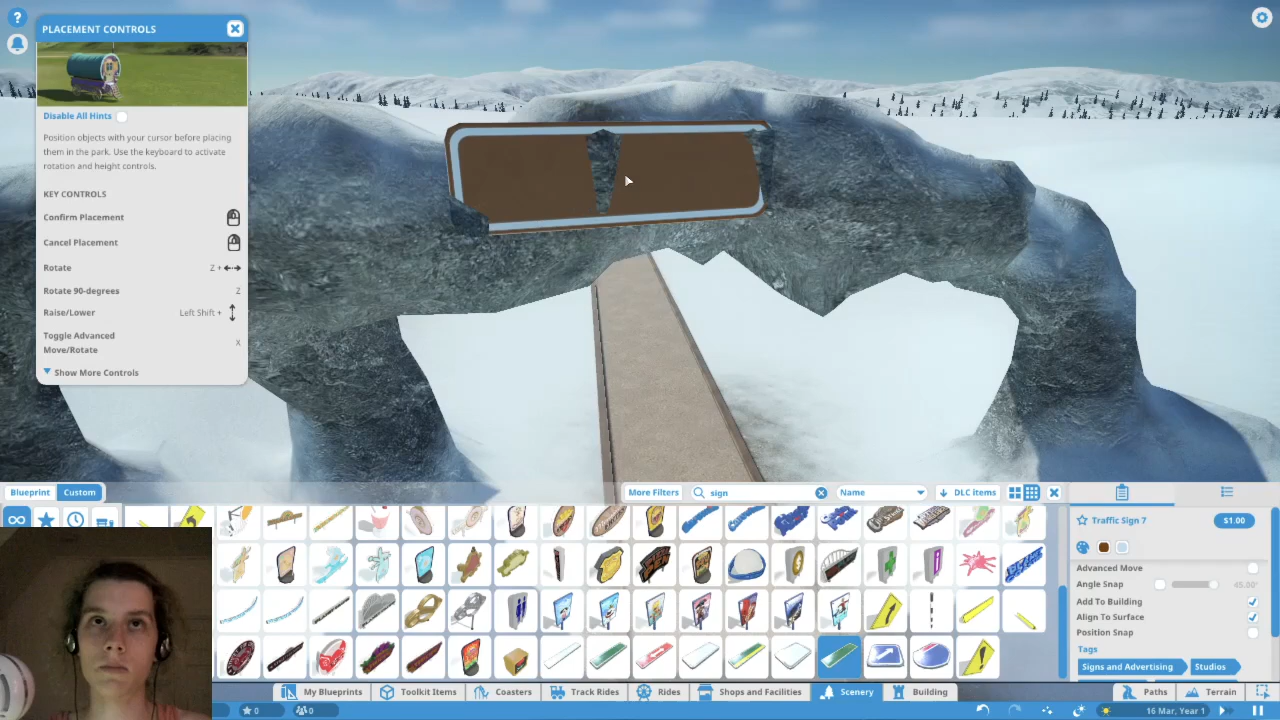 ?
PLACEMENT CONTROLS
Disable All Hints
Position objects with your cursor before placing
them in the park. Use the keyboard to activate
rotation and height controls.
KEY CONTROLS
Confirm Placement
Cancel Placement
Rotate Z +
Rotate 90-degrees Z
Raise/Lower Left Shift +
Toggle Advanced
Move/Rotate X
Show More Controls
Blueprint Custom More Filters sign Name DLC items
Traffic Sign 7 $1.00
Advanced Move
Angle Snap 45.00°
Add To Building
Align To Surface
Position Snap
Tags
Signs and Advertising Studios
My Blueprints Toolkit Items Coasters Track Rides Rides Shops and Facilities Scenery Building Paths Terrain
0 0 16 Mar, Year 1